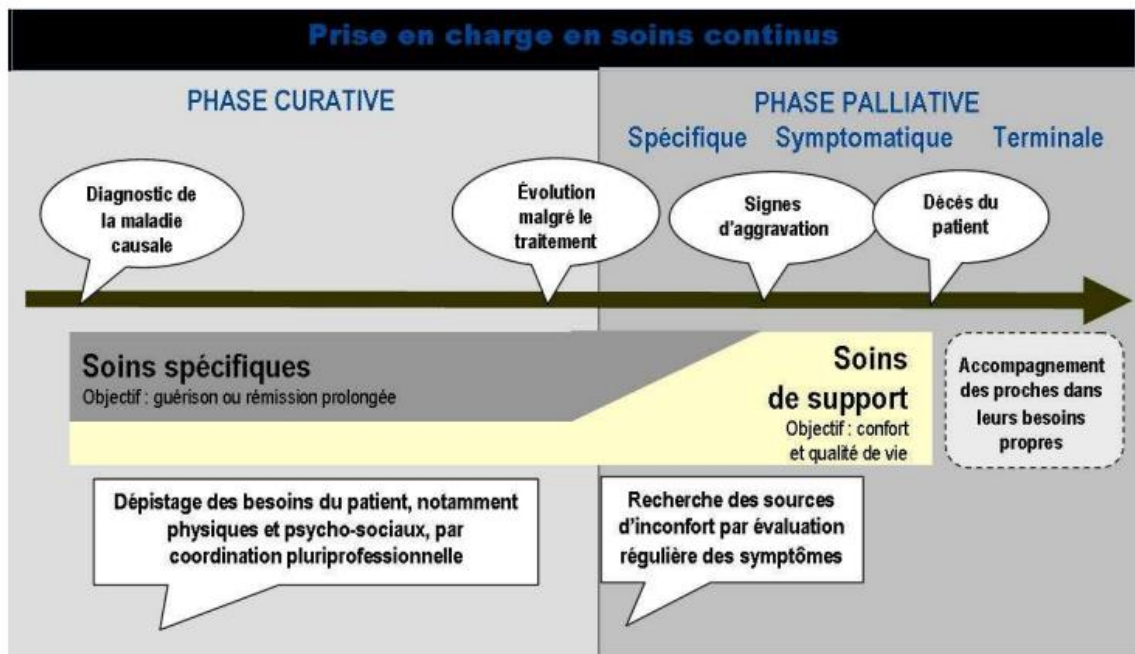 Prise en charge en soins continus
PHASE CURATIVE
PHASE PALLIATIVE
Spécifique Symptomatique Terminale
Diagnostic de
la maladie
causale
Évolution
malgré le
traitement
Signes
d'aggravation
Décés du
patient
Soins spécifiques
Objectif : guérison ou rémission prolongée
Soins
de support
Objectif : confort
et qualité de vie
Accompagnement
des proches dans
leurs besoins
propres
Dépistage des besoins du patient, notamment
physiques et psycho-sociaux, par
coordination pluriprofessionnelle
Recherche des sources
d'inconfort par évaluation
régulière des symptômes